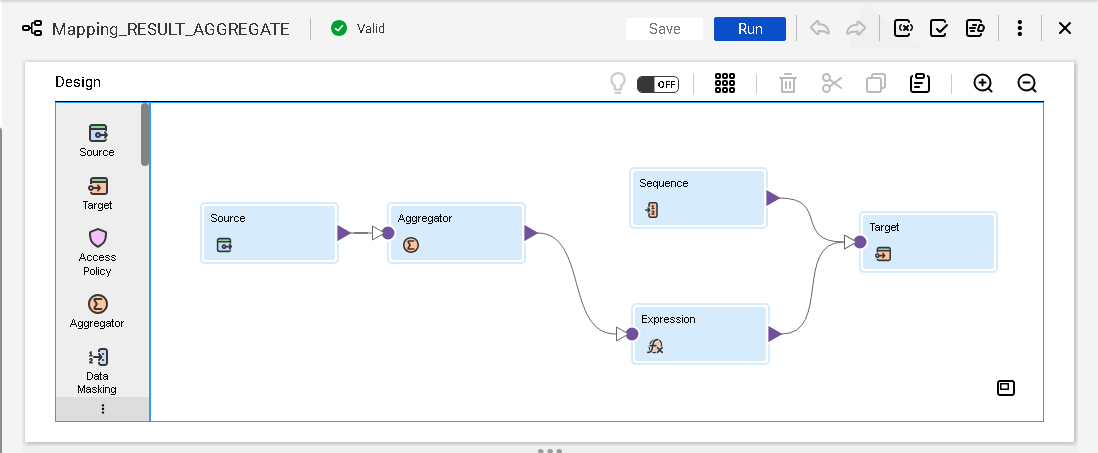 Mapping_RESULT_AGGREGATE
Valid
Save
Run
Design
OFF
Source
Target
Access
Policy
Aggregator
Data
Masking
Source
Aggregator
Sequence
Target
Expression